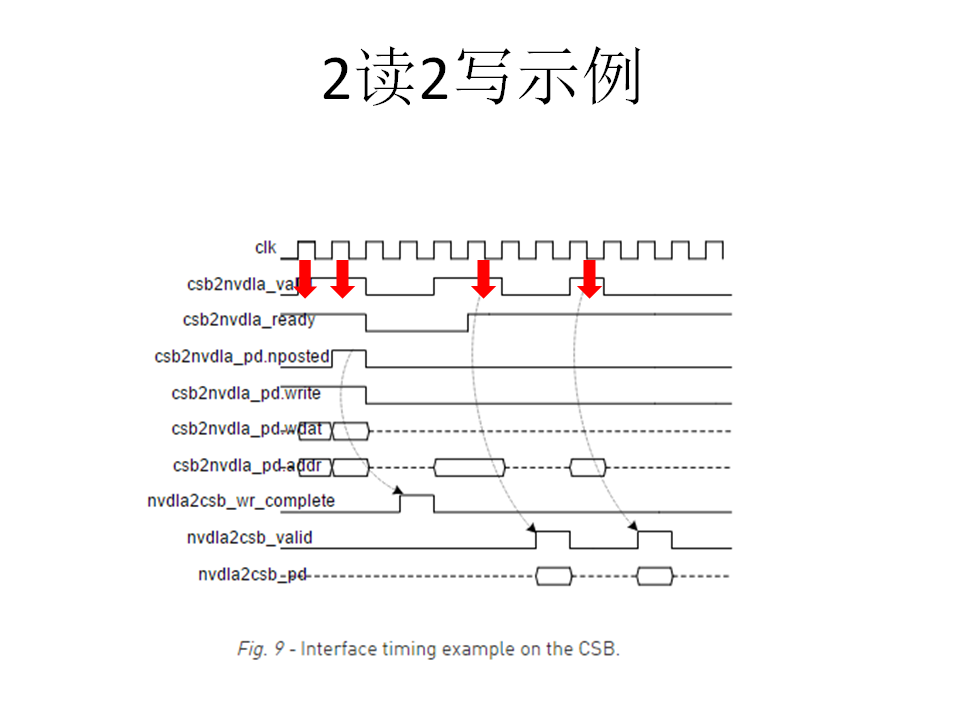 2读2写示例
clk
csb2nvdla_val
csb2nvdla_ready
csb2nvdla_pd.nposted
csb2nvdla_pd.write
csb2nvdla_pd.wdat
csb2nvdla_pd.addr
nvdla2csb_wr_complete
nvdla2csb_valid
nvdla2csb_pd
Fig. 9 - Interface timing example on the CSB.